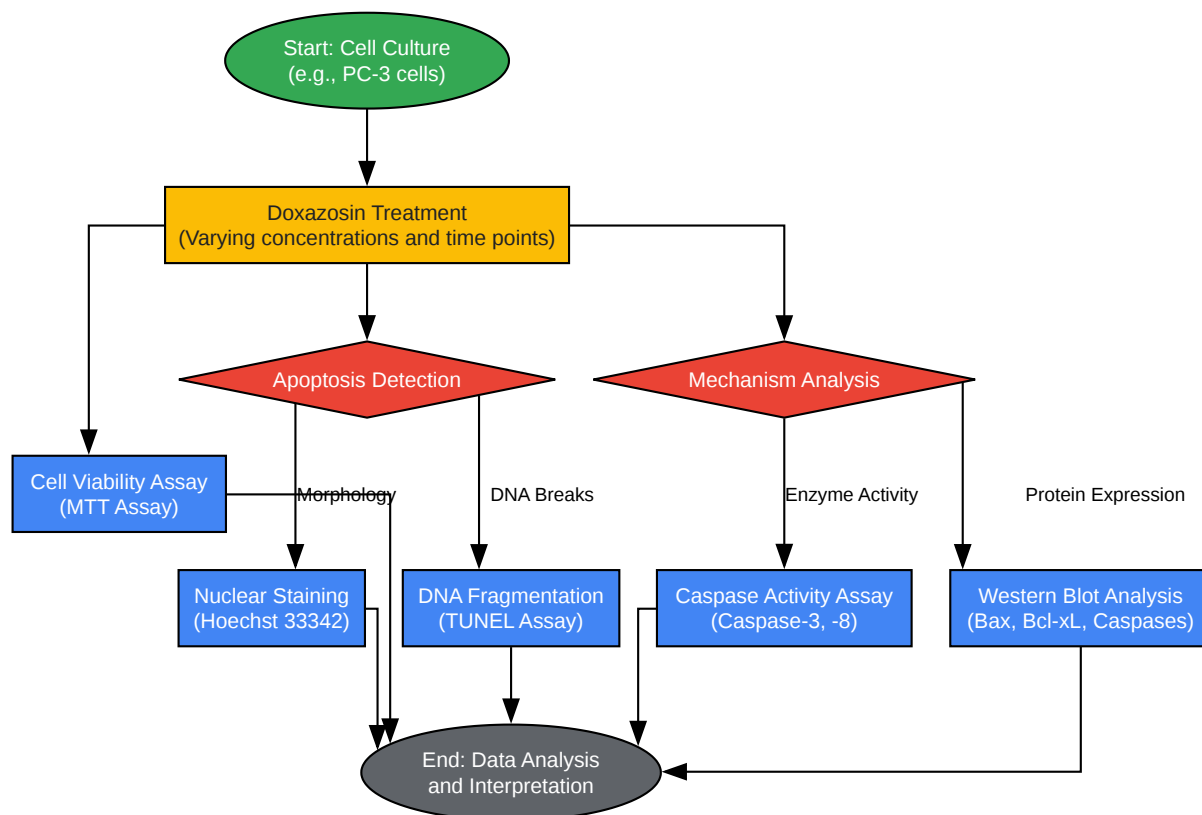 Start: Cell Culture
(e.g., PC-3 cells)
Doxazosin Treatment
(Varying concentrations and time points)
Apoptosis Detection
Mechanism Analysis
Cell Viability Assay
(MTT Assay)
Morphology
DNA Breaks
Enzyme Activity
Protein Expression
Nuclear Staining
(Hoechst 33342)
DNA Fragmentation
(TUNEL Assay)
Caspase Activity Assay
(Caspase-3, -8)
Western Blot Analysis
(Bax, Bcl-xL, Caspases)
End: Data Analysis
and Interpretation